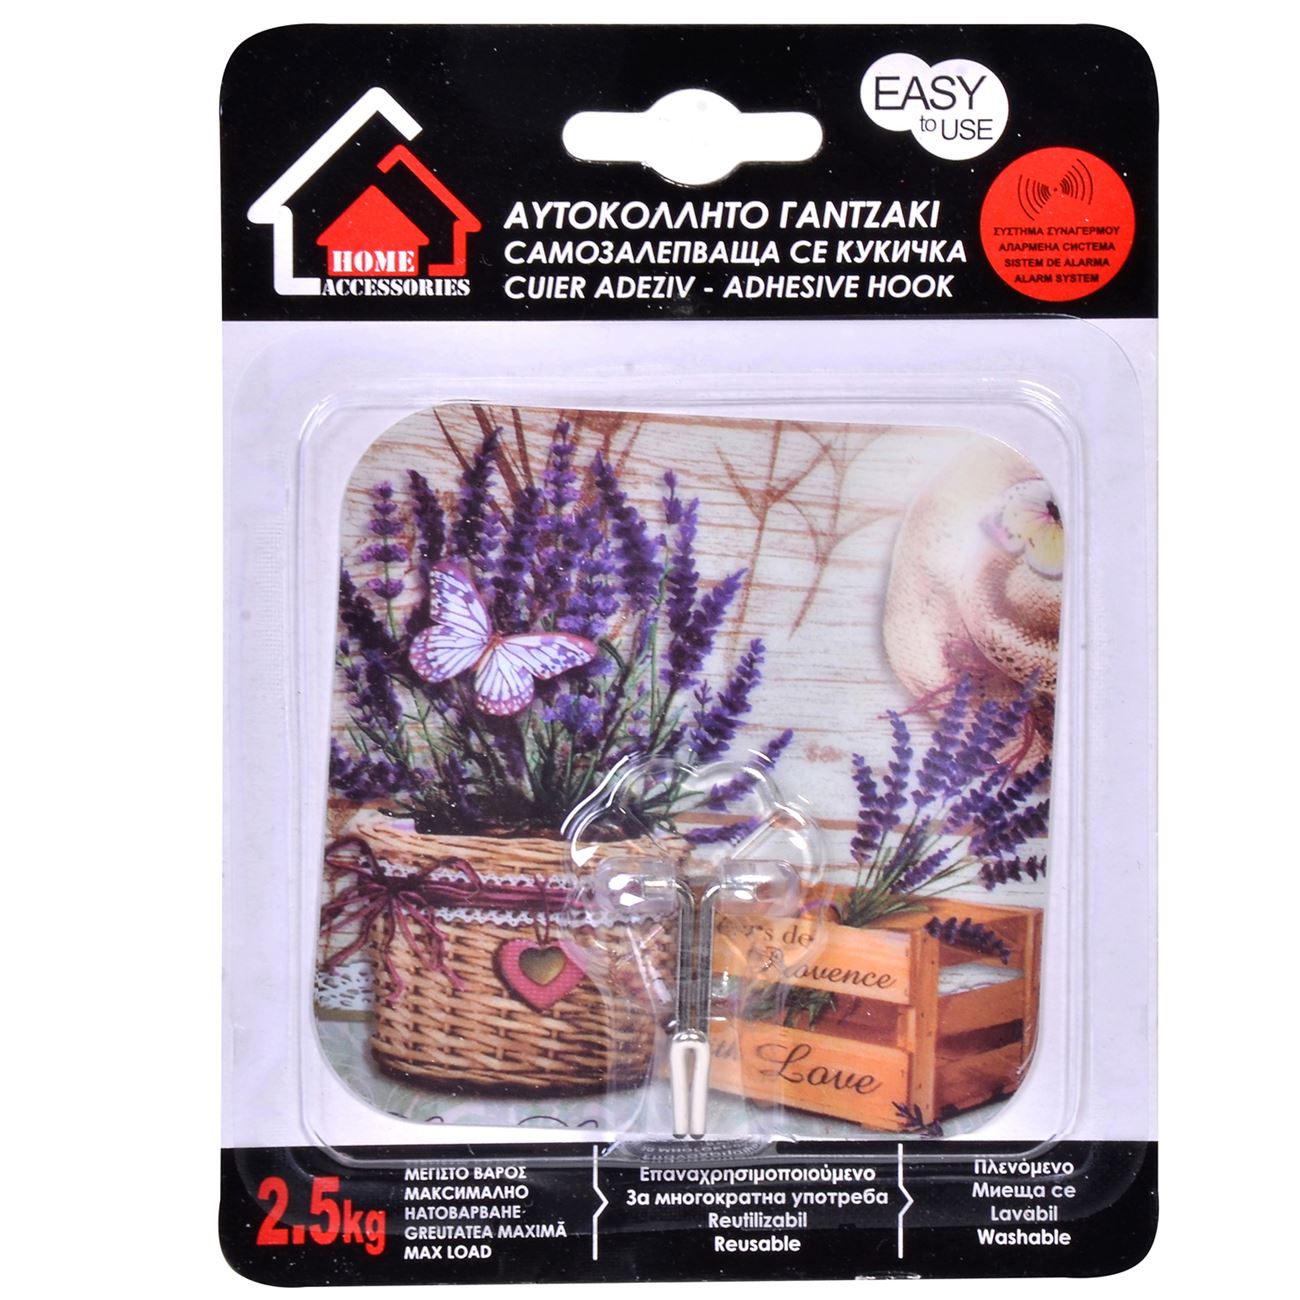 EASY
to USE
HOME
ACCESSORIES
ΑΥΤΟΚΟΛΛΗΤΟ ΓΑΝΤΖΑΚΙ
САМОЗАЛЕПВАЩА СЕ КУКИЧКА
CUIER ADEZIV - ADHESIVE HOOK
ΣΥΣΤΗΜΑ ΣΥΝΑΓΕΡΜΟΥ
АЛАРМЕНА СИСТЕМА
SISTEM DE ALARMA
ALARM SYSTEM
de
Provence
Love
2.5kg
ΜΕΓΙΣΤΟ ΒΑΡΟΣ
МАКСИМАЛНО
НАТОВАРВАНЕ
GREUTATEA MAXIMĂ
MAX LOAD
Επαναχρησιμοποιούμενο
За многократна употреба
Reutilizabil
Reusable
Πλενόμενο
Миеща се
Lavabil
Washable